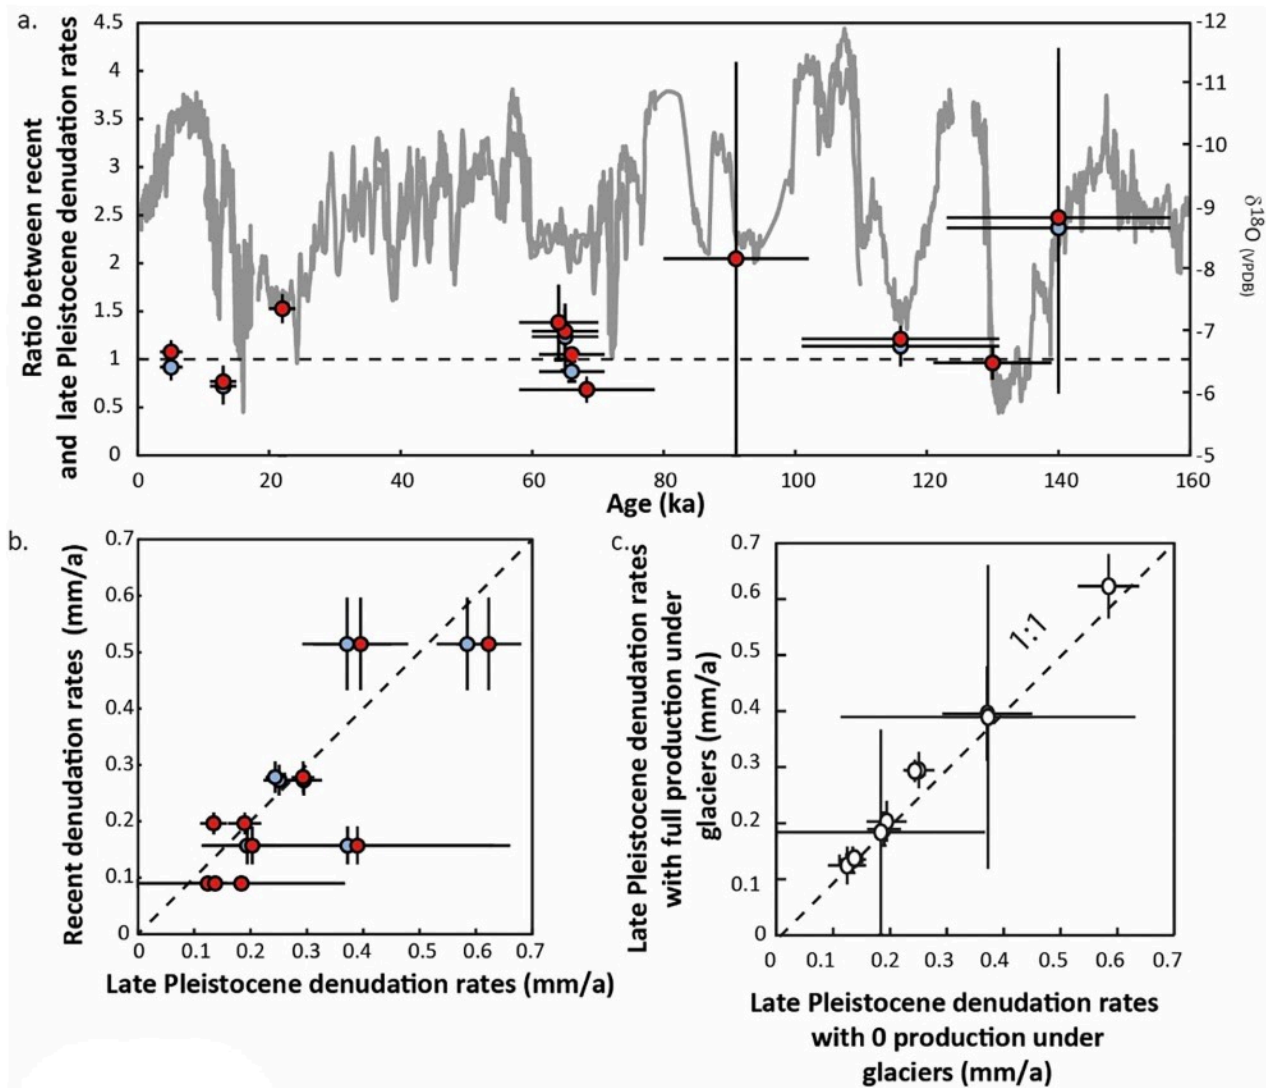 a.
Ratio between recent
and late Pleistocene denudation rates
4.5
4
3.5
3
2.5
2
1.5
1
0.5
0
-12
-11
-10
-9
-8
-7
-6
-5
δ18O (VPDB)
0 20 40 60 80 100 120 140 160
Age (ka)
b.
Recent denudation rates (mm/a)
0.7
0.6
0.5
0.4
0.3
0.2
0.1
0
0 0.1 0.2 0.3 0.4 0.5 0.6 0.7
Late Pleistocene denudation rates (mm/a)
c.
Late Pleistocene denudation rates
with full production under
glaciers (mm/a)
0.7
0.6
0.5
0.4
0.3
0.2
0.1
0
1:1
0 0.1 0.2 0.3 0.4 0.5 0.6 0.7
Late Pleistocene denudation rates
with 0 production under
glaciers (mm/a)